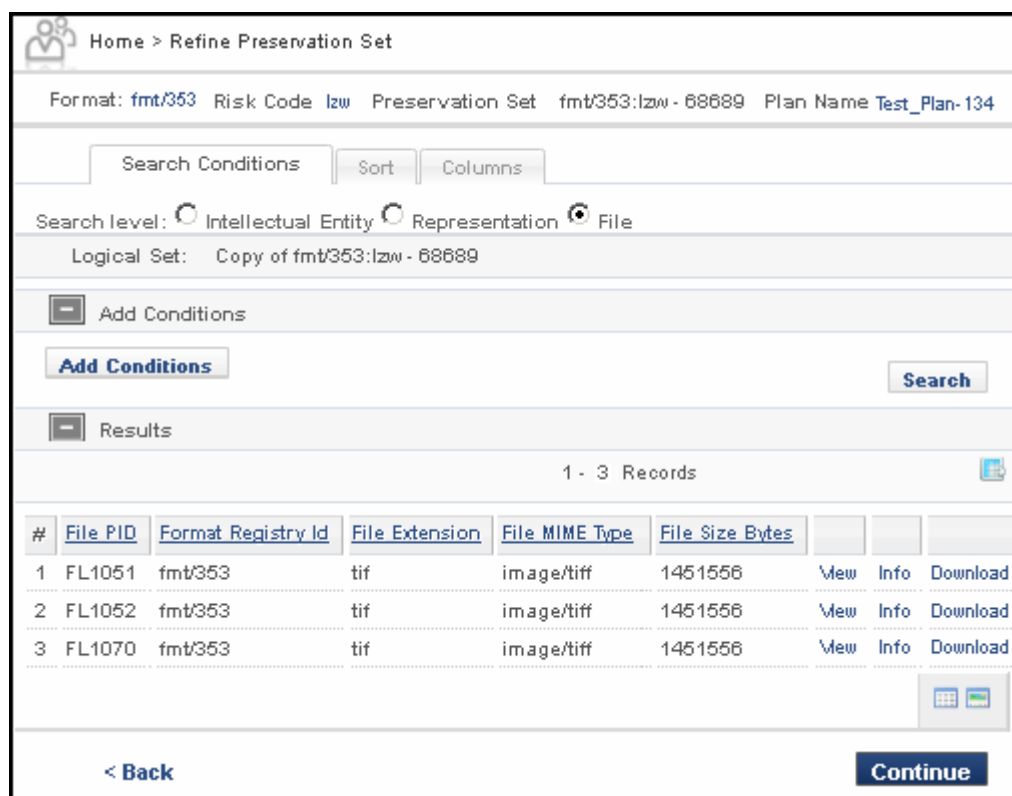 Home > Refine Preservation Set
Format: fmt/353 Risk Code lzw Preservation Set fmt/353:lzw - 68689 Plan Name Test_Plan-134
Search Conditions Sort Columns
Search level: Intellectual Entity Representation File
Logical Set: Copy of fmt/353:lzw - 68689
Add Conditions
Add Conditions
Search
Results
1 - 3 Records
# File PID Format Registry Id File Extension File MIME Type File Size Bytes
1 FL1051 fmt/353 tif image/tiff 1451556 View Info Download
2 FL1052 fmt/353 tif image/tiff 1451556 View Info Download
3 FL1070 fmt/353 tif image/tiff 1451556 View Info Download
< Back Continue